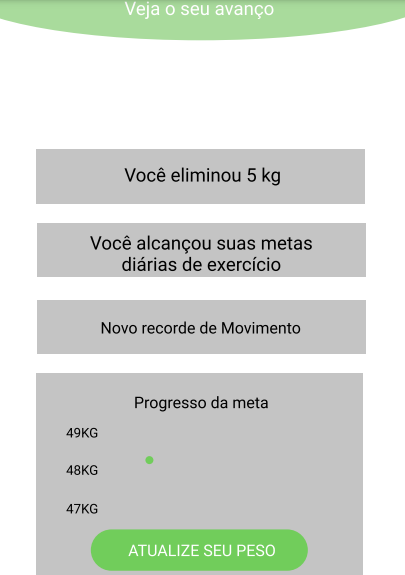 Veja o seu avanço
Você eliminou 5 kg
Você alcançou suas metas
diárias de exercício
Novo recorde de Movimento
Progresso da meta
49KG
48KG
47KG
ATUALIZE SEU PESO